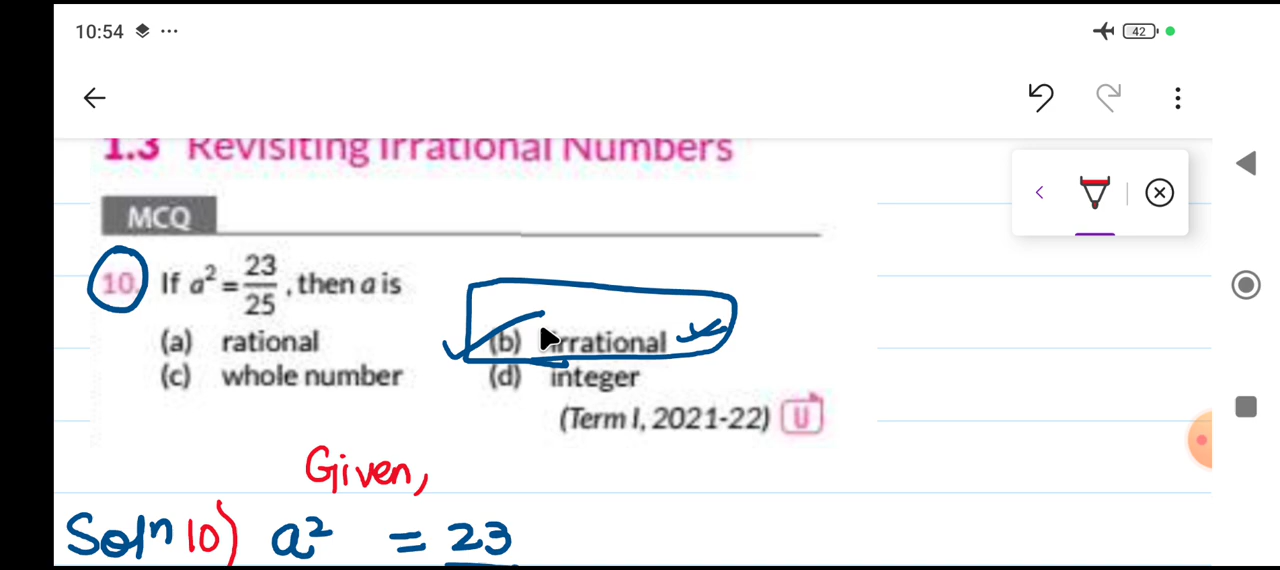 10:54 ...
42
1.3 Revisiting Irrational Numbers
MCQ
10. If a² = 23/25, then a is
(a) rational (b) irrational
(c) whole number (d) integer
(Term I, 2021-22) U
Given,
Soln 10) a² = 23